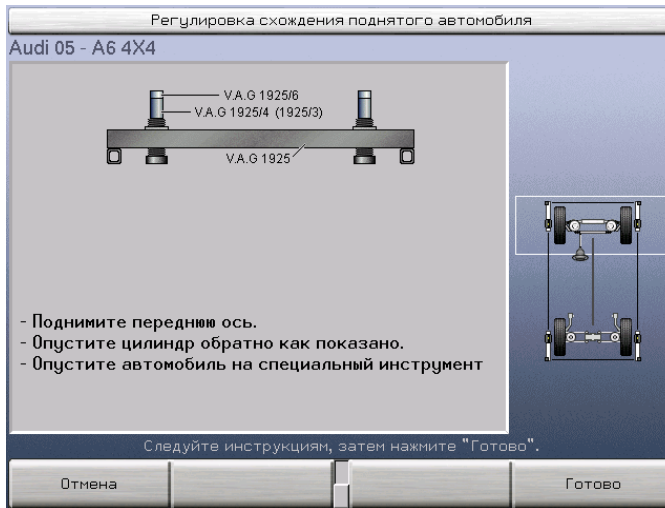 Регулировка схождения поднятого автомобиля
Audi 05 - A6 4X4
V.A.G 1925/6
V.A.G 1925/4 (1925/3)
V.A.G 1925
- Поднимите переднюю ось.
- Опустите цилиндр обратно как показано.
- Опустите автомобиль на специальный инструмент
Следуйте инструкциям, затем нажмите "Готово".
Отмена
Готово